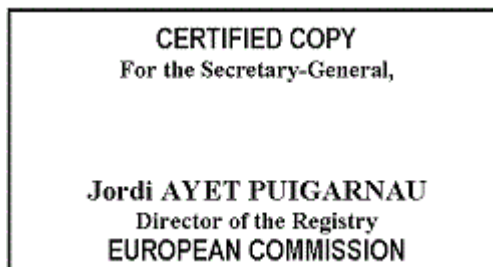 CERTIFIED COPY
For the Secretary-General,
Jordi AYET PUIGARNAU
Director of the Registry
EUROPEAN COMMISSION